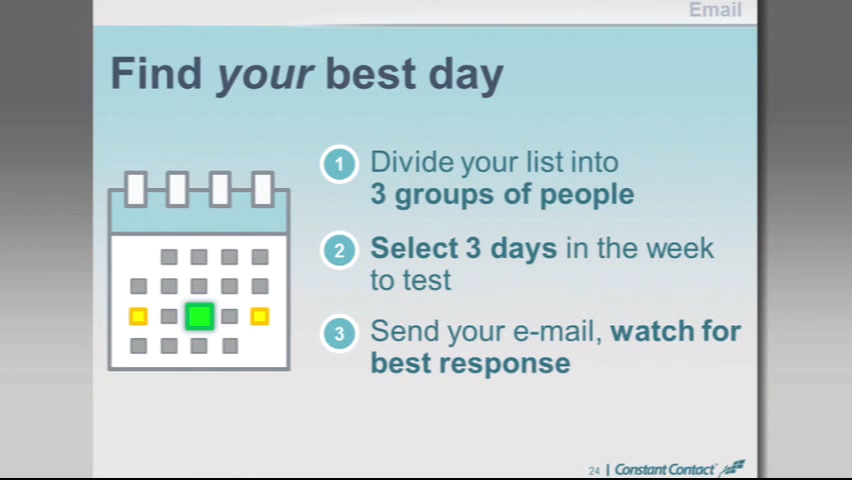 Email
Find your best day
1 Divide your list into
3 groups of people
2 Select 3 days in the week
to test
3 Send your e-mail, watch for
best response
24 | Constant Contact